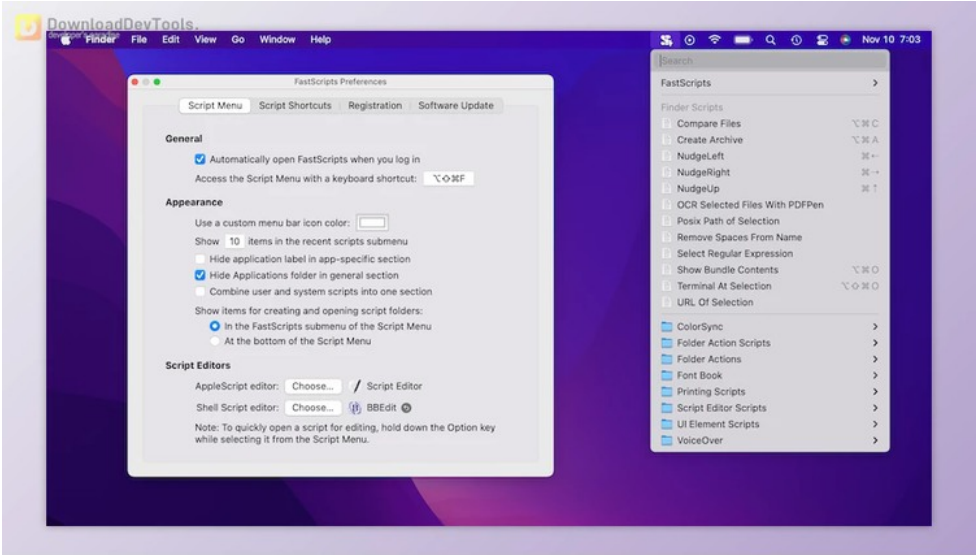 DownloadDevTools.
developer's paradise
Finder File Edit View Go Window Help
Nov 10 7:03
FastScripts Preferences
Script Menu Script Shortcuts Registration Software Update
General
Automatically open FastScripts when you log in
Access the Script Menu with a keyboard shortcut: ⌥⇧⌘F
Appearance
Use a custom menu bar icon color:
Show 10 items in the recent scripts submenu
Hide application label in app-specific section
Hide Applications folder in general section
Combine user and system scripts into one section
Show items for creating and opening script folders:
In the FastScripts submenu of the Script Menu
At the bottom of the Script Menu
Script Editors
AppleScript editor: Choose... Script Editor
Shell Script editor: Choose... BBEdit
Note: To quickly open a script for editing, hold down the Option key
while selecting it from the Script Menu.
Search
FastScripts
Finder Scripts
Compare Files ⌥⌘C
Create Archive ⌥⌘A
NudgeLeft ⌘←
NudgeRight ⌘→
NudgeUp ⌘↑
OCR Selected Files With PDFPen
Posix Path of Selection
Remove Spaces From Name
Select Regular Expression
Show Bundle Contents ⌥⌘O
Terminal At Selection ⌥⇧⌘O
URL Of Selection
ColorSync
Folder Action Scripts
Folder Actions
Font Book
Printing Scripts
Script Editor Scripts
UI Element Scripts
VoiceOver